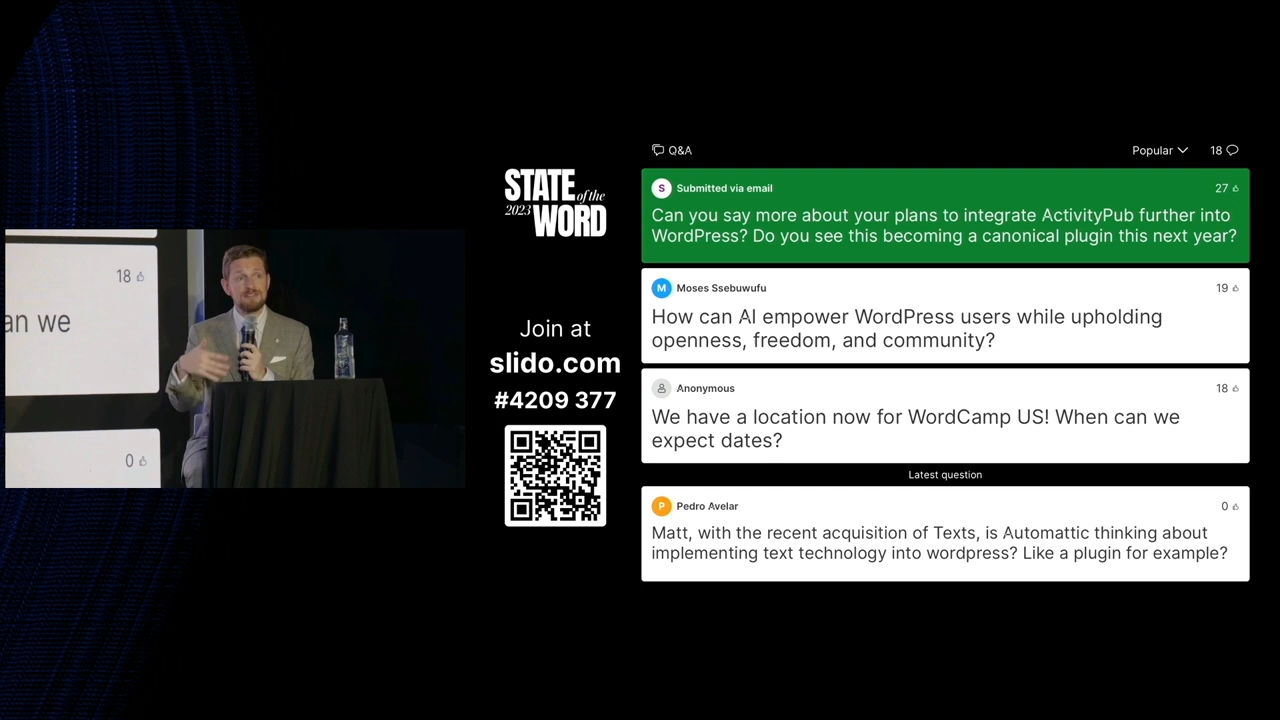 18
an we
0
STATE of the
2023 WORD
Join at
slido.com
#4209 377
Q&A
Popular
18
S
Submitted via email
27
Can you say more about your plans to integrate ActivityPub further into
WordPress? Do you see this becoming a canonical plugin this next year?
M
Moses Ssebuwufu
19
How can AI empower WordPress users while upholding
openness, freedom, and community?
Anonymous
18
We have a location now for WordCamp US! When can we
expect dates?
Latest question
P
Pedro Avelar
0
Matt, with the recent acquisition of Texts, is Automattic thinking about
implementing text technology into wordpress? Like a plugin for example?